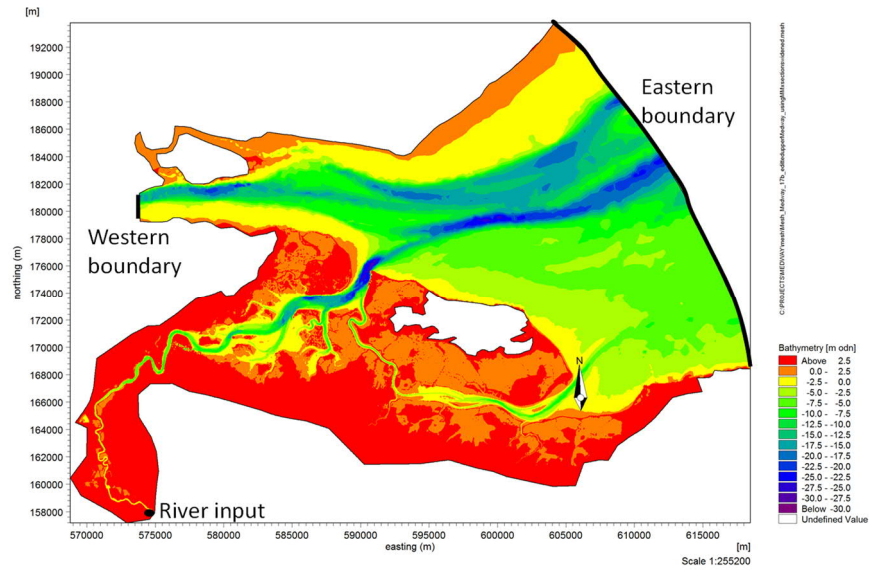 [m]
192000
190000
188000
186000
184000
182000
180000
178000
176000
174000
172000
170000
168000
166000
164000
162000
160000
158000
northing (m)
Eastern
boundary
Western
boundary
N
River input
570000 575000 580000 585000 590000 595000 600000 605000 610000 615000
easting (m)
[m]
Scale 1:255200
Bathymetry [m odn]
Above 2.5
0.0 - 2.5
-2.5 - 0.0
-5.0 - -2.5
-7.5 - -5.0
-10.0 - -7.5
-12.5 - -10.0
-15.0 - -12.5
-17.5 - -15.0
-20.0 - -17.5
-22.5 - -20.0
-25.0 - -22.5
-27.5 - -25.0
-30.0 - -27.5
Below -30.0
Undefined Value